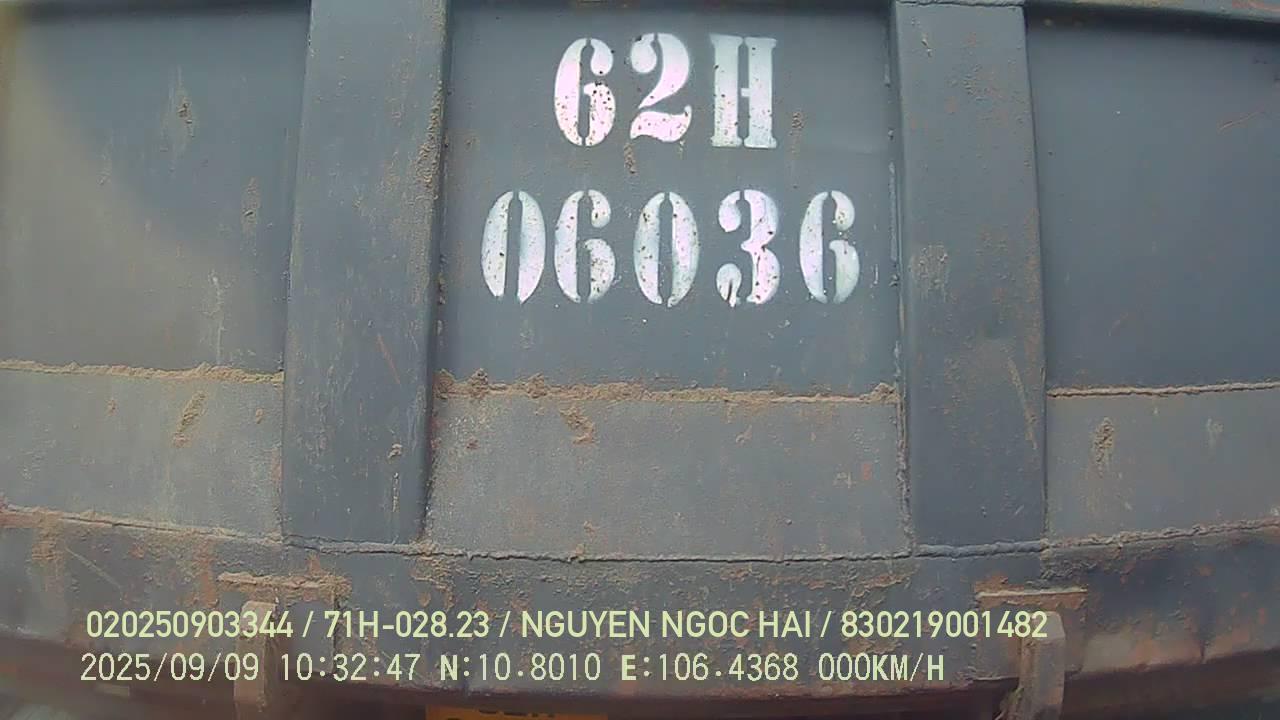 62H
06036
020250903344 / 71H-028.23 / NGUYEN NGOC HAI / 830219001482
2025/09/09 10:32:47 N:10.8010 E:106.4368 000KM/H